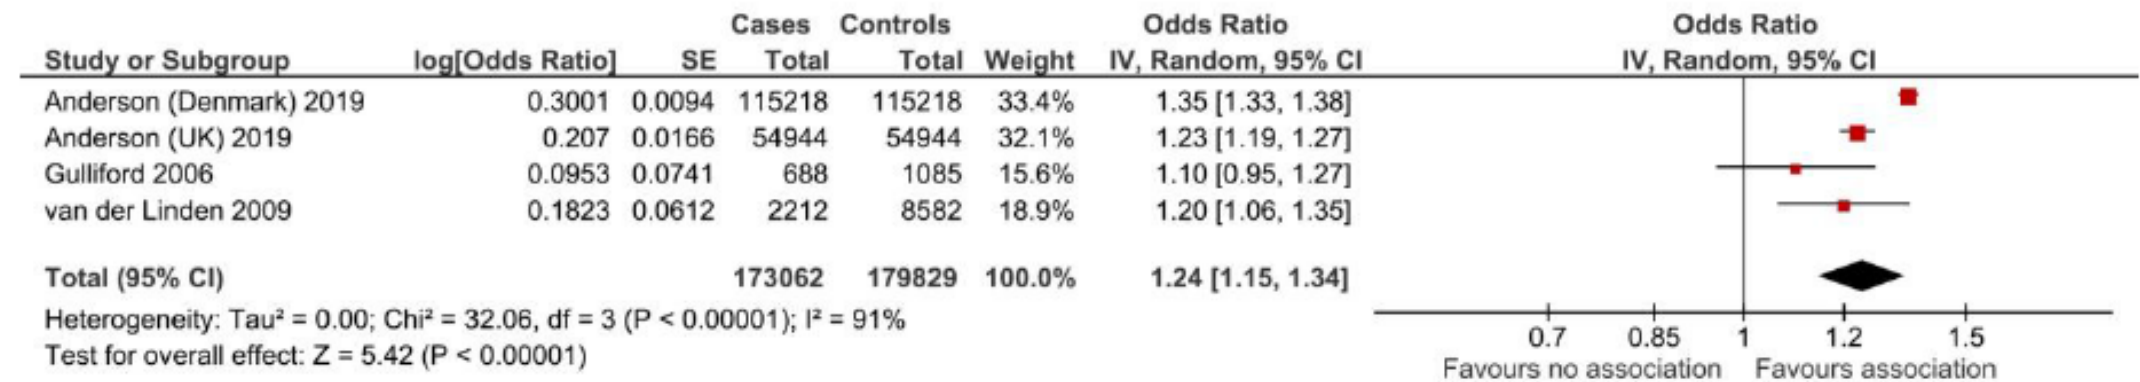 Cases Controls Odds Ratio Odds Ratio
Study or Subgroup log[Odds Ratio] SE Total Total Weight IV, Random, 95% CI IV, Random, 95% CI
Anderson (Denmark) 2019 0.3001 0.0094 115218 115218 33.4% 1.35 [1.33, 1.38]
Anderson (UK) 2019 0.207 0.0166 54944 54944 32.1% 1.23 [1.19, 1.27]
Gulliford 2006 0.0953 0.0741 688 1085 15.6% 1.10 [0.95, 1.27]
van der Linden 2009 0.1823 0.0612 2212 8582 18.9% 1.20 [1.06, 1.35]
Total (95% CI) 173062 179829 100.0% 1.24 [1.15, 1.34]
Heterogeneity: Tau² = 0.00; Chi² = 32.06, df = 3 (P < 0.00001); I² = 91%
Test for overall effect: Z = 5.42 (P < 0.00001)
0.7 0.85 1 1.2 1.5
Favours no association Favours association